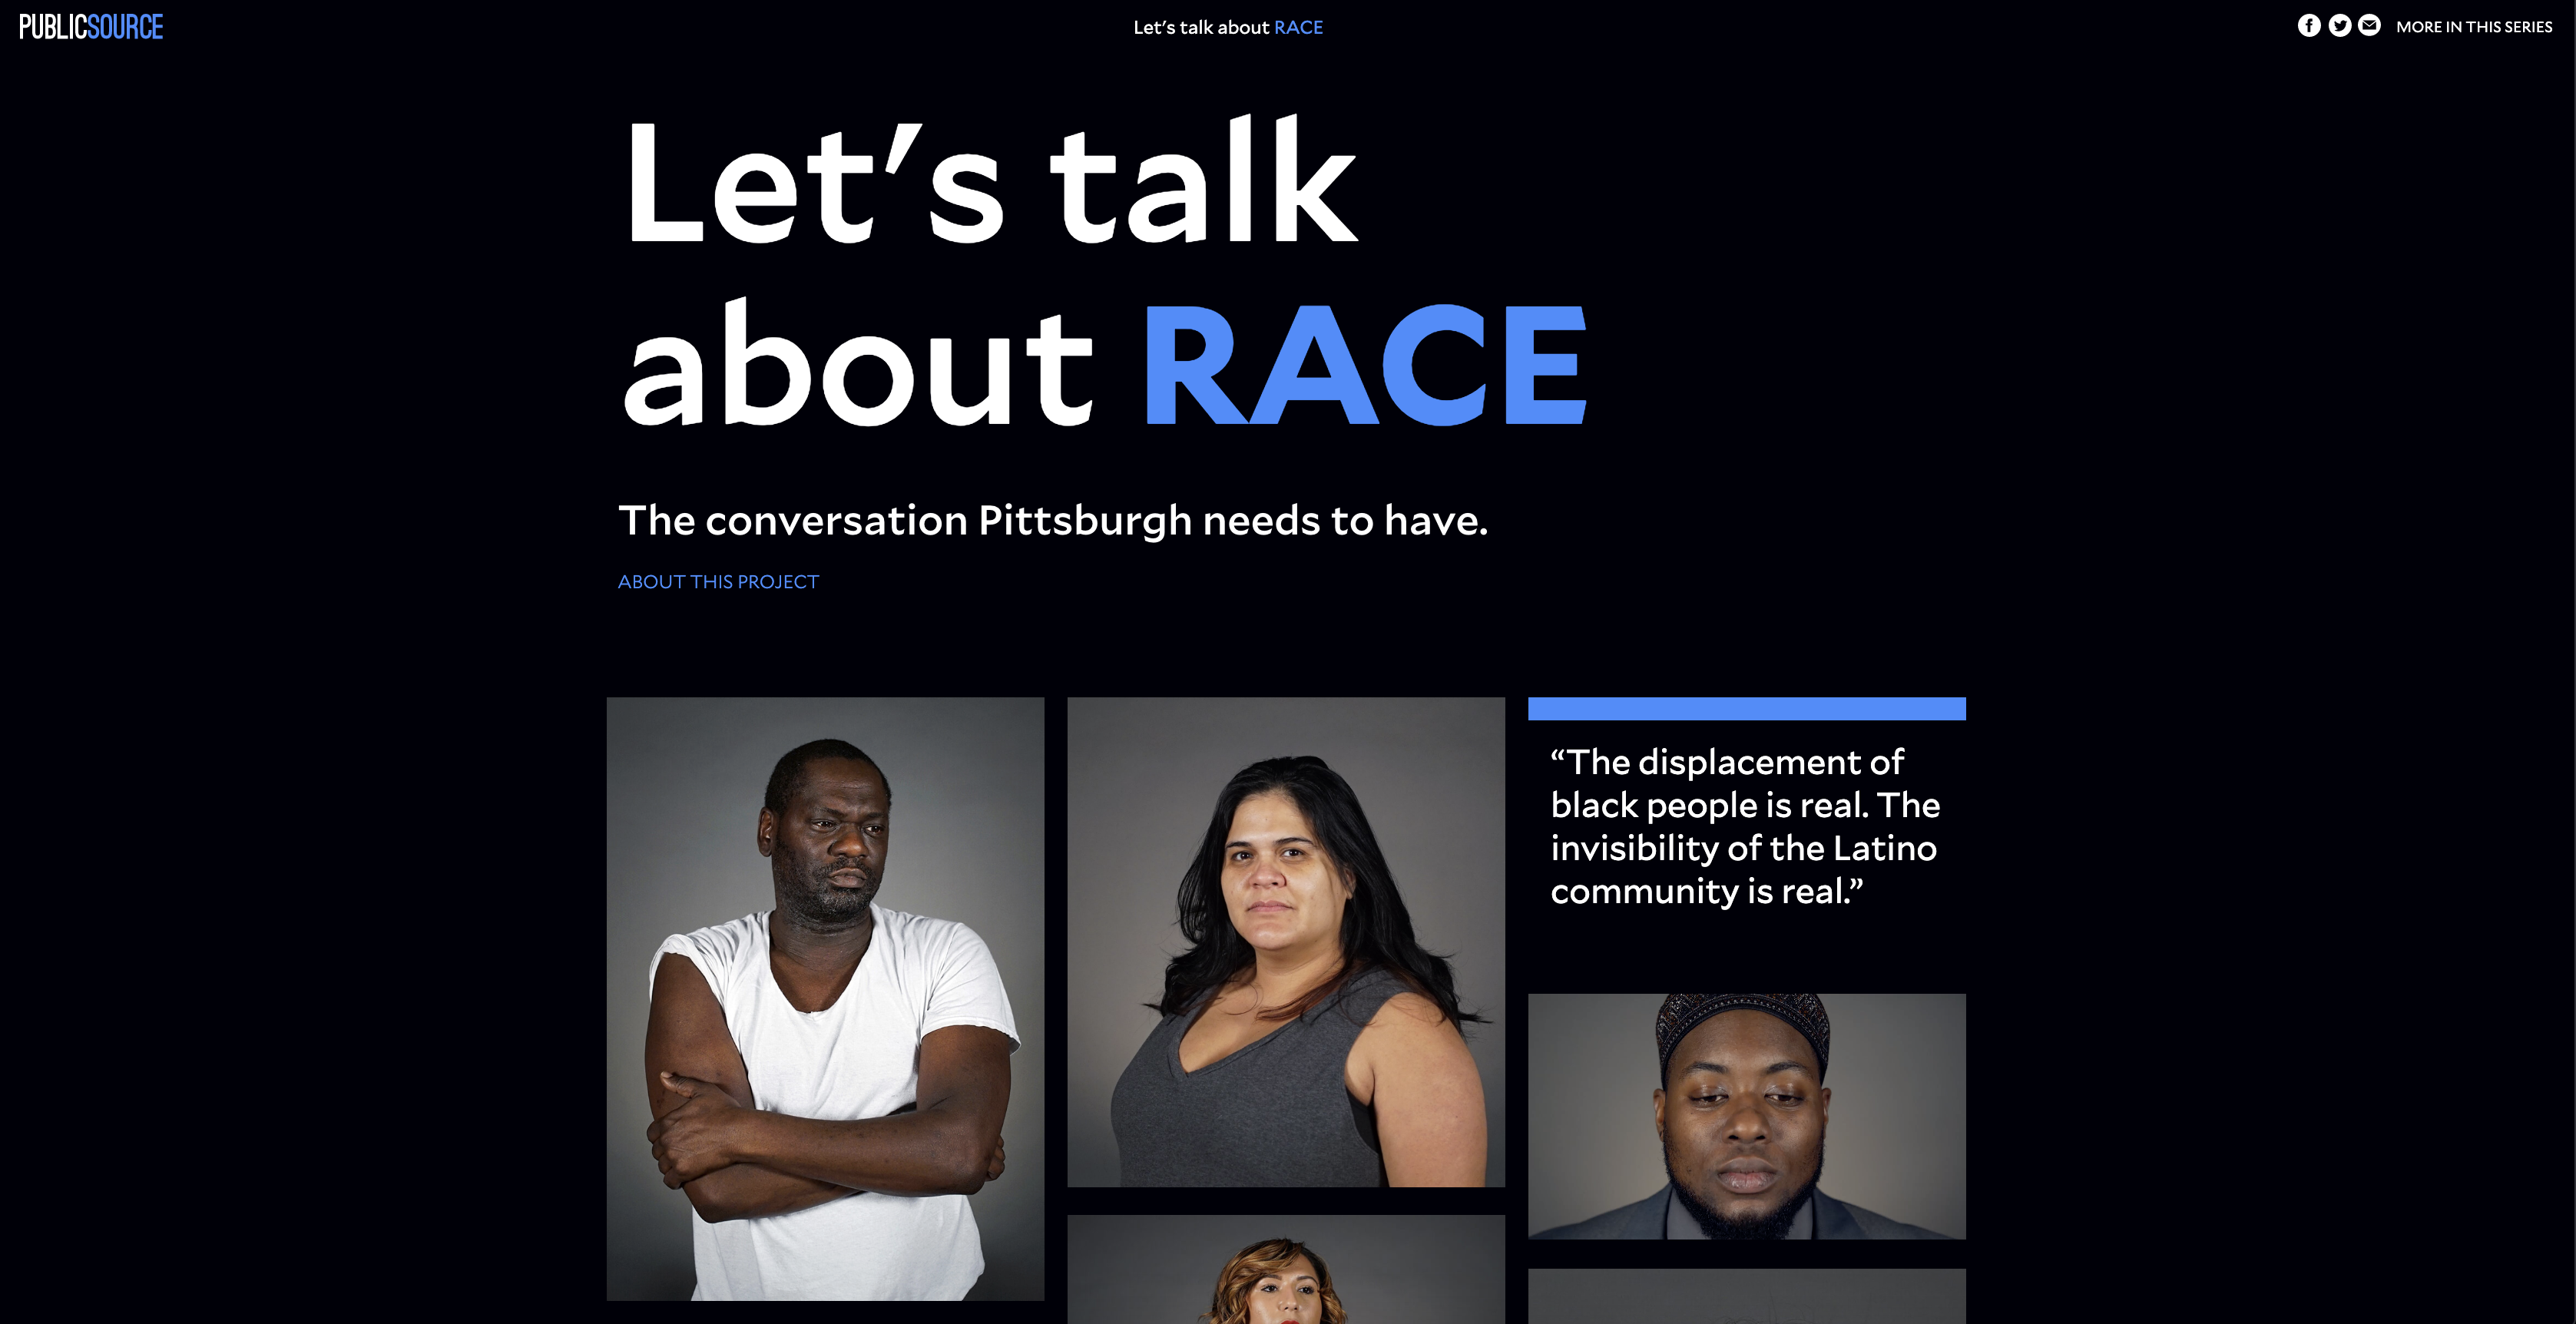 PUBLICSOURCE
Let's talk about RACE
MORE IN THIS SERIES
Let's talk
about RACE
The conversation Pittsburgh needs to have.
ABOUT THIS PROJECT
“The displacement of
black people is real. The
invisibility of the Latino
community is real.”